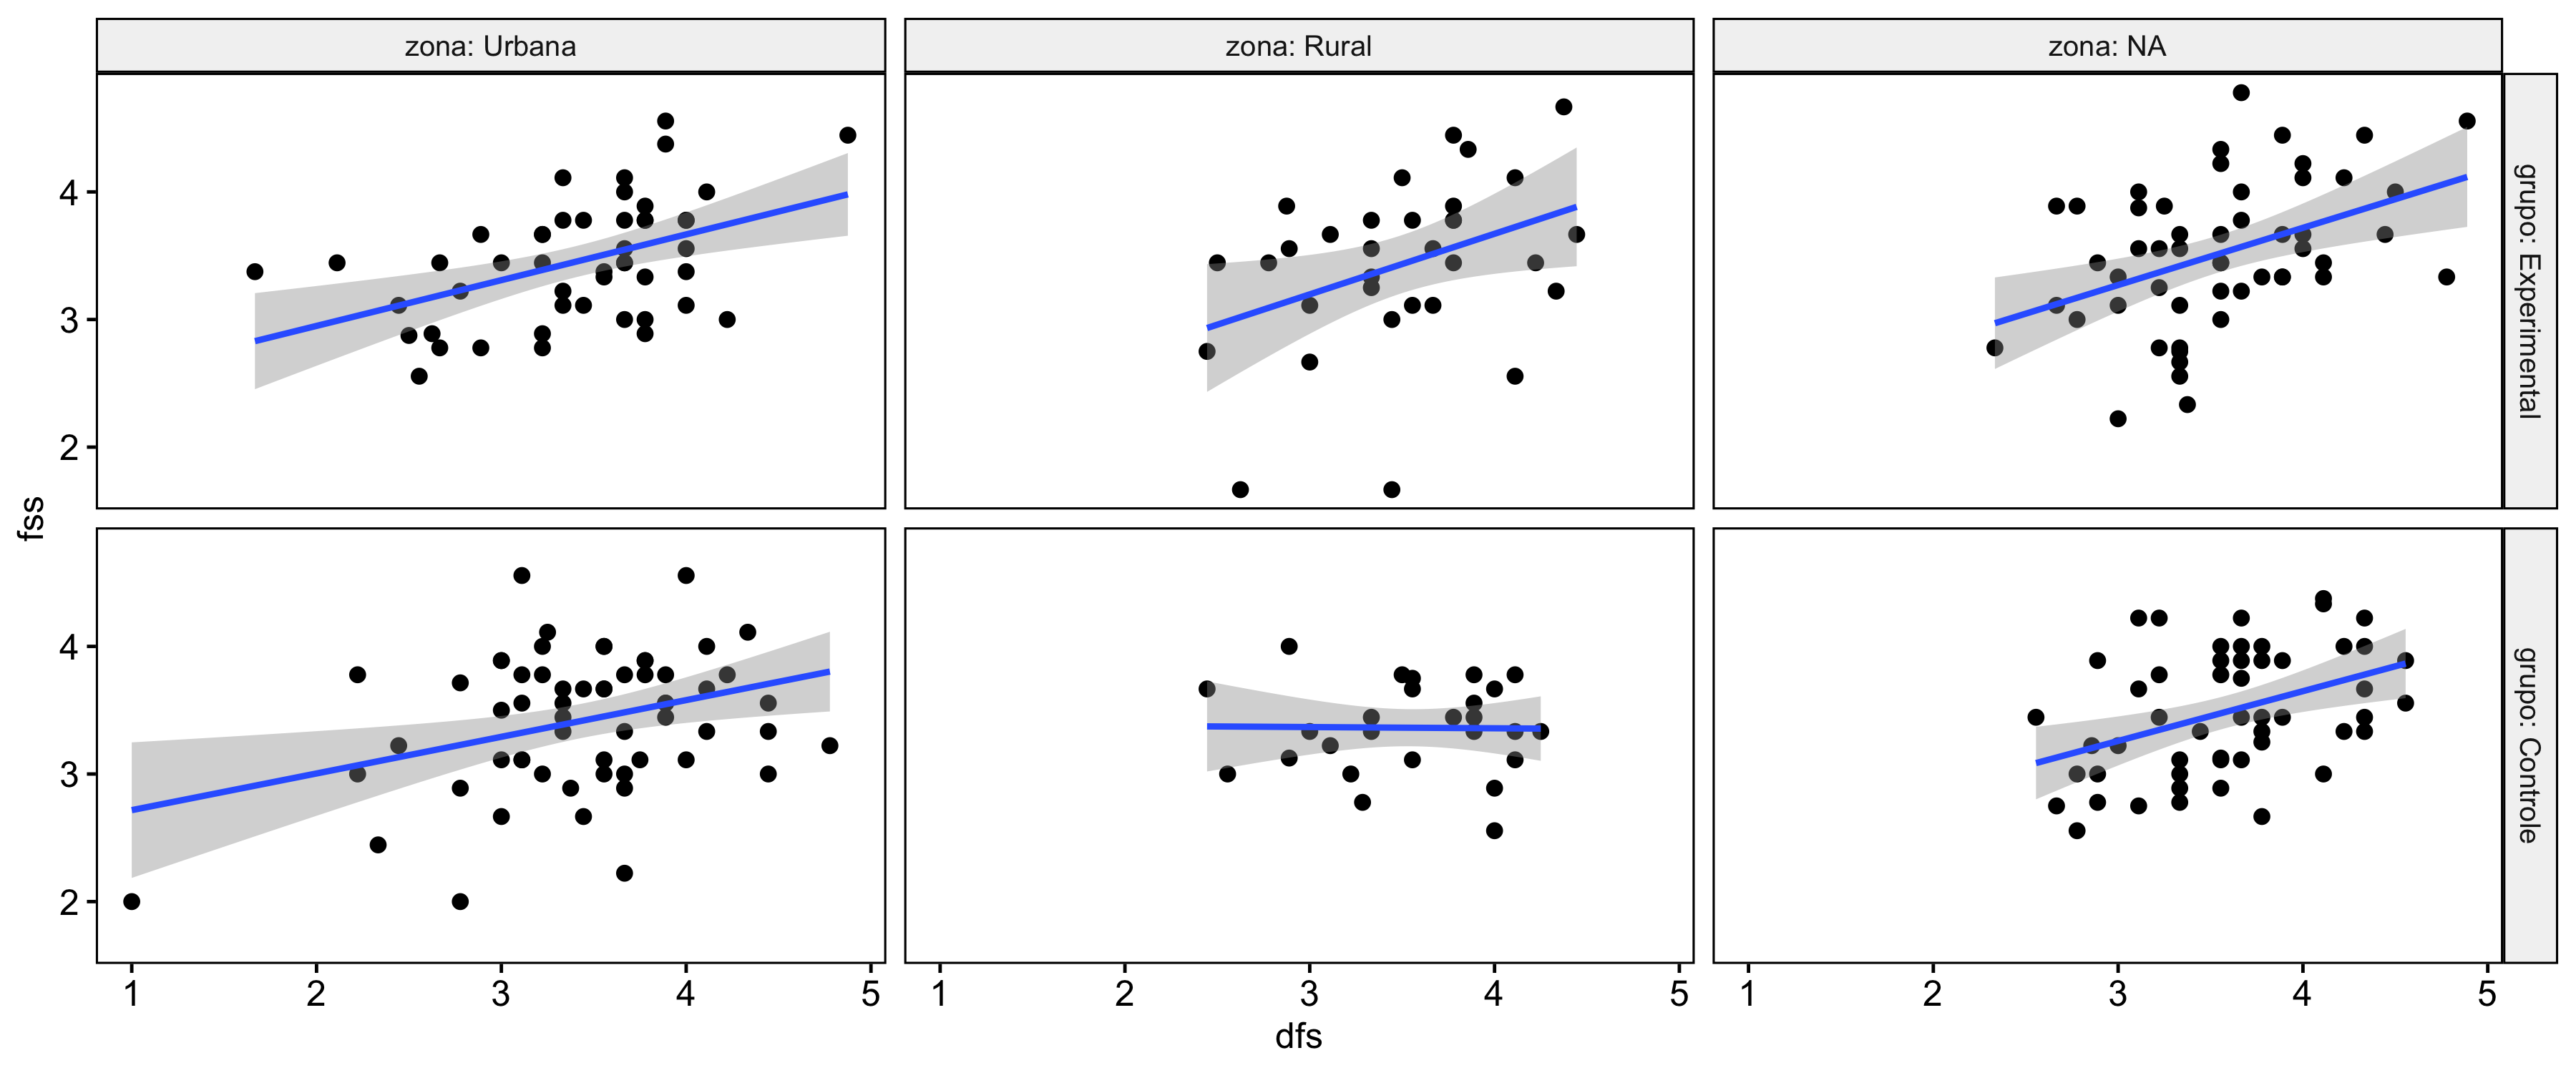 zona: Urbana
zona: Rural
zona: NA
grupo: Experimental
grupo: Controle
fss
4
3
2
4
3
2
1 2 3 4 5
1 2 3 4 5
1 2 3 4 5
dfs